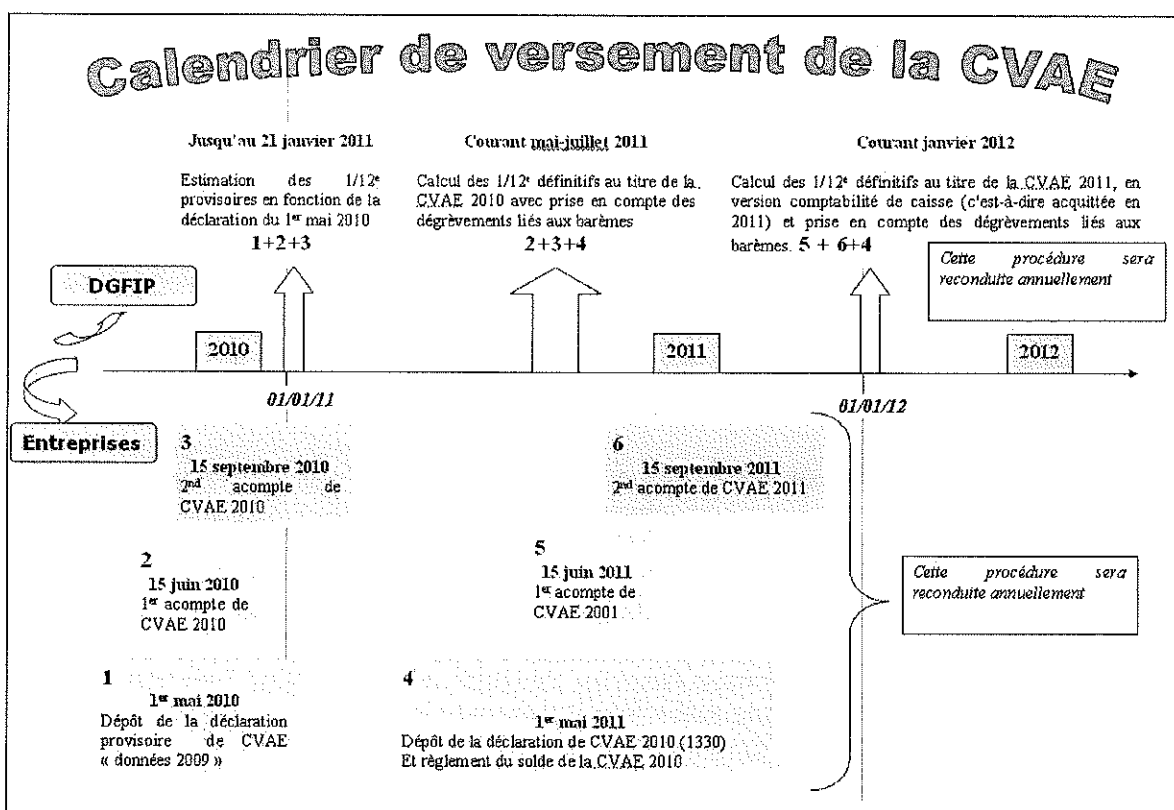 Calendrier de versement de la CVAE
Jusqu'au 21 janvier 2011
Estimation des 1/12e
provisoires en fonction de la
déclaration du 1er mai 2010
1+2+3
Courant mai-juillet 2011
Calcul des 1/12e définitifs au titre de la
CVAE 2010 avec prise en compte des
dégrèvements liés aux barèmes
2+3+4
Courant janvier 2012
Calcul des 1/12e définitifs au titre de la CVAE 2011, en
version comptabilité de caisse (c'est-à-dire acquittée en
2011) et prise en compte des dégrèvements liés aux
barèmes. 5 + 6+4
Cette procédure sera
reconduite annuellement
DGFIP
2010
2011
2012
01/01/11
01/01/12
Entreprises
3
15 septembre 2010
2nd acompte de
CVAE 2010
6
15 septembre 2011
2nd acompte de CVAE 2011
2
15 juin 2010
1er acompte de
CVAE 2010
5
15 juin 2011
1er acompte de
CVAE 2001
Cette procédure sera
reconduite annuellement
1
1er mai 2010
Dépôt de la déclaration
provisoire de CVAE
« données 2009 »
4
1er mai 2011
Dépôt de la déclaration de CVAE 2010 (1330)
Et règlement du solde de la CVAE 2010